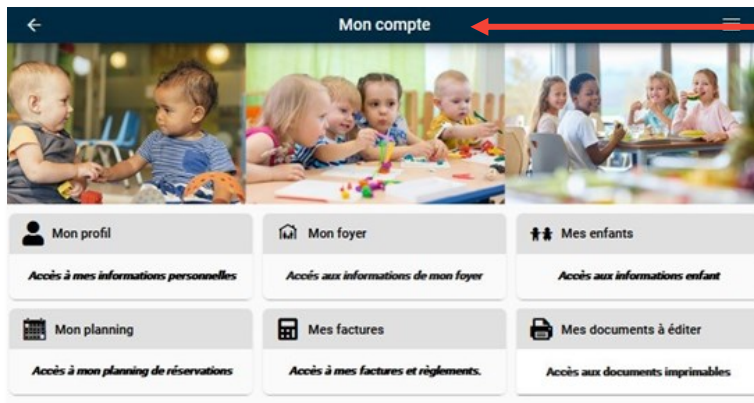 Mon compte
Mon profil
Mon foyer
Mes enfants
Accès à mes informations personnelles
Accés aux informations de mon foyer
Accès aux informations enfant
Mon planning
Mes factures
Mes documents à éditer
Accès à mon planning de réservations
Accès à mes factures et règlements.
Accès aux documents imprimables